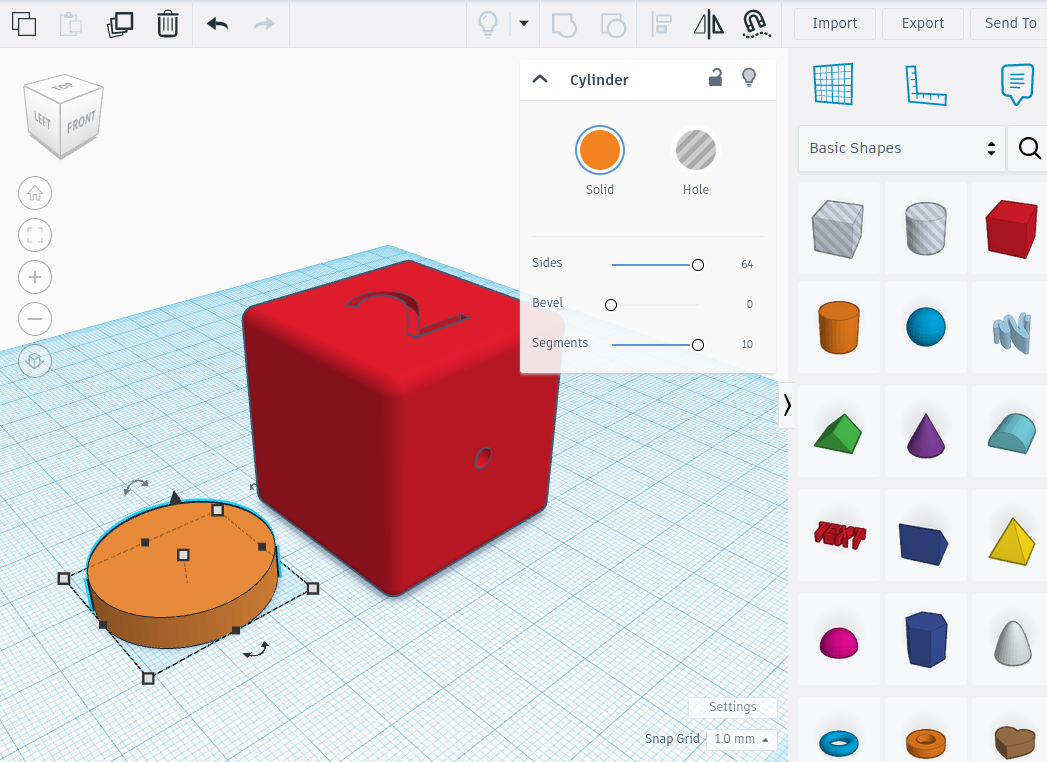 Import
Export
Send To
Cylinder
TOP
LEFT
FRONT
Solid
Hole
Basic Shapes
Sides
64
Bevel
0
Segments
10
TEXT
Settings
Snap Grid
1.0 mm